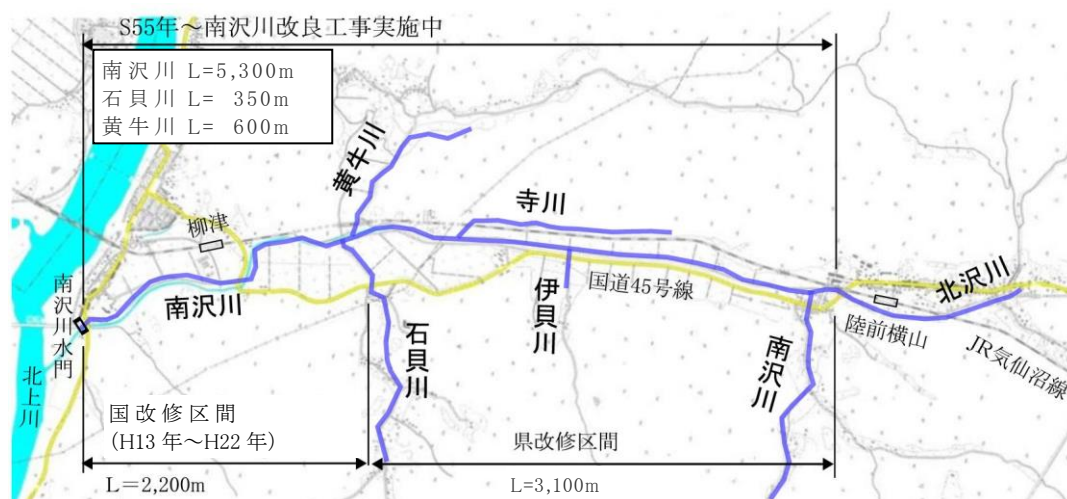 S55年～南沢川改良工事実施中
南沢川 L=5,300m
石貝川 L= 350m
黄牛川 L= 600m
黄牛川
寺川
柳津
南沢川水門
南沢川
伊貝川
国道45号線
北沢川
陸前横山
JR気仙沼線
石貝川
南沢川
北上川
国改修区間
(H13年～H22年)
県改修区間
L=2,200m
L=3,100m